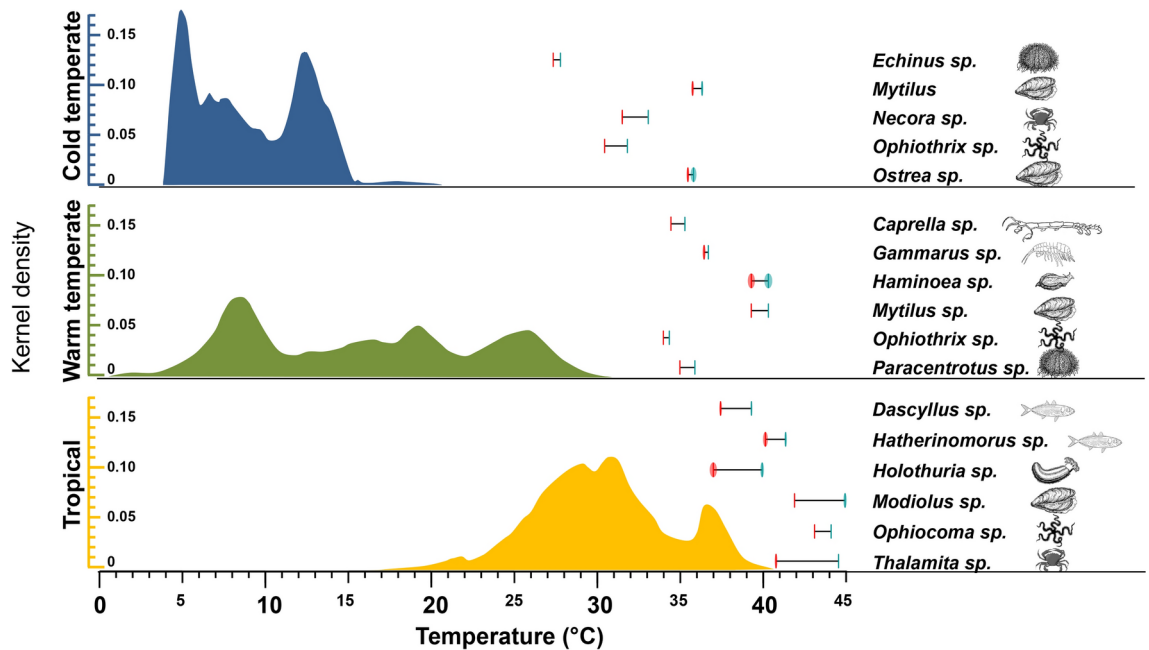 Kernel density
Cold temperate
0.15
0.10
0.05
0
Echinus sp.
Mytilus
Necora sp.
Ophiothrix sp.
Ostrea sp.
Warm temperate
0.15
0.10
0.05
0
Caprella sp.
Gammarus sp.
Haminoea sp.
Mytilus sp.
Ophiothrix sp.
Paracentrotus sp.
Tropical
0.15
0.10
0.05
0
Dascyllus sp.
Hatherinomorus sp.
Holothuria sp.
Modiolus sp.
Ophiocoma sp.
Thalamita sp.
0 5 10 15 20 25 30 35 40 45
Temperature (°C)